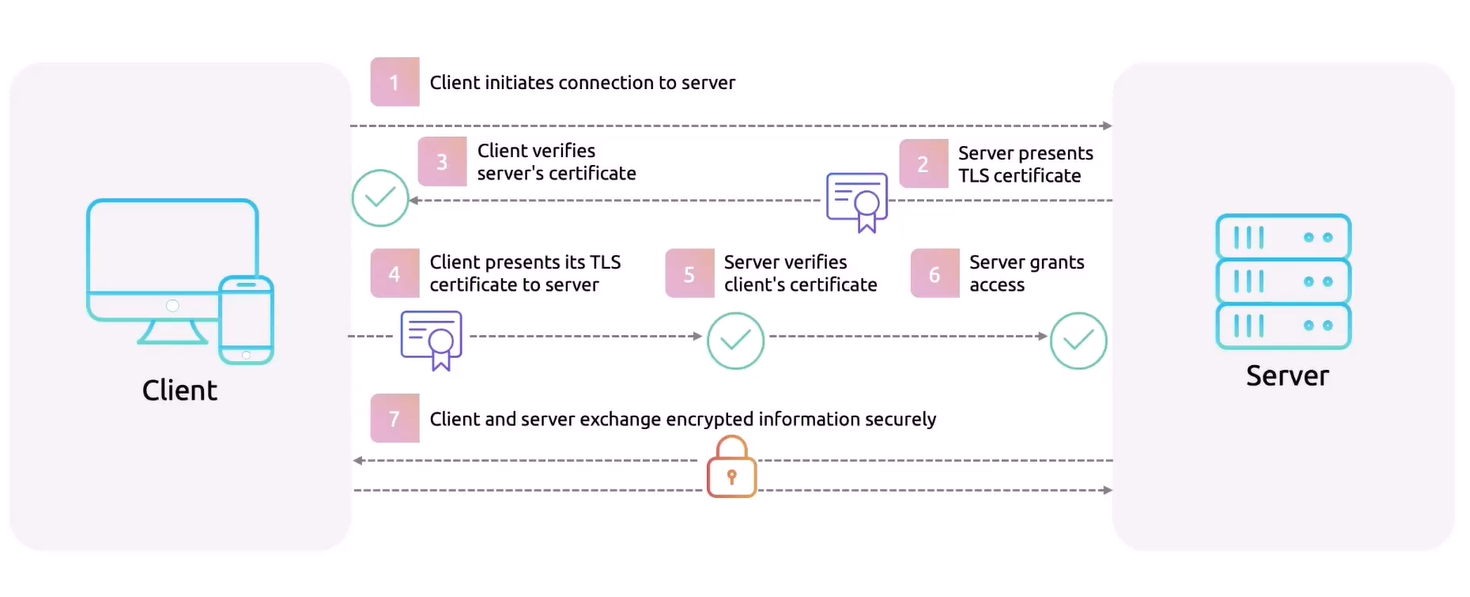 1
Client initiates connection to server
3
Client verifies
server's certificate
2
Server presents
TLS certificate
4
Client presents its TLS
certificate to server
5
Server verifies
client's certificate
6
Server grants
access
Client
Server
7
Client and server exchange encrypted information securely